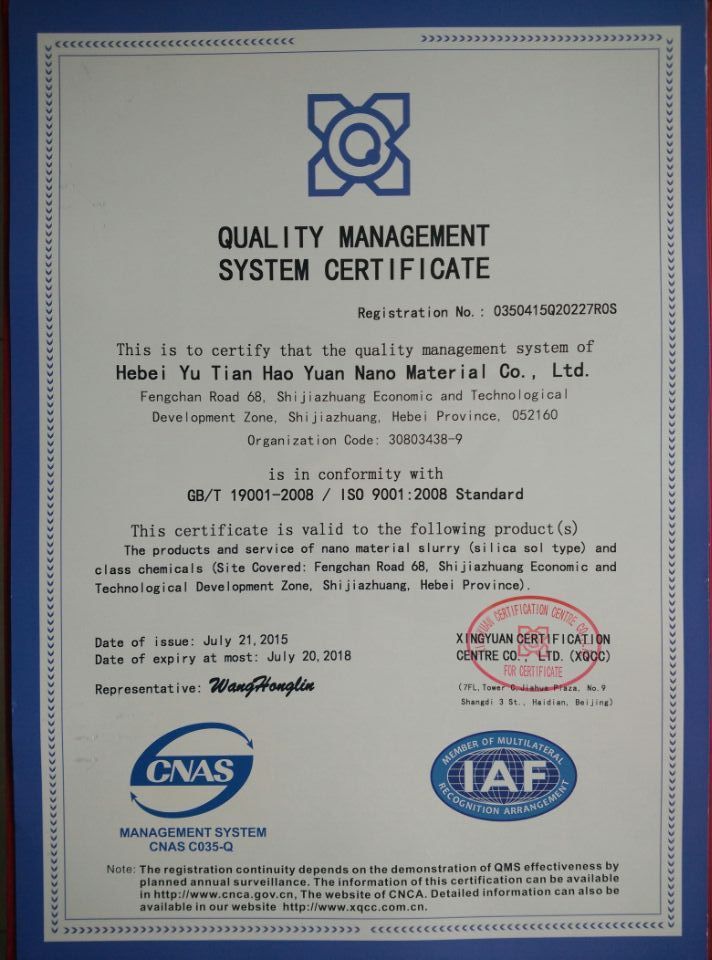 QUALITY MANAGEMENT
SYSTEM CERTIFICATE
Registration No.: 0350415Q20227R0S
This is to certify that the quality management system of
Hebei Yu Tian Hao Yuan Nano Material Co., Ltd.
Fengchan Road 68, Shijiazhuang Economic and Technological
Development Zone, Shijiazhuang, Hebei Province, 052160
Organization Code: 30803438-9
is in conformity with
GB/T 19001-2008 / ISO 9001:2008 Standard
This certificate is valid to the following product(s)
The products and service of nano material slurry (silica sol type) and
class chemicals (Site Covered: Fengchan Road 68, Shijiazhuang Economic and
Technological Development Zone, Shijiazhuang, Hebei Province).
Date of issue: July 21, 2015
Date of expiry at most: July 20, 2018
Representative: WangHonglin
XINGYUAN CERTIFICATION
CENTRE CO., LTD. (XQCC)
(7FL, Tower C, Jiahua Plaza, No.9
Shangdi 3 St., Haidian, Beijing)
XINGYUAN CERTIFICATION CENTRE CO.,
FOR CERTIFICATE
CNAS
MANAGEMENT SYSTEM
CNAS C035-Q
MEMBER OF MULTILATERAL
IAF
RECOGNITION ARRANGEMENT
Note: The registration continuity depends on the demonstration of QMS effectiveness by
planned annual surveillance. The information of this certification can be available
in http://www.cnca.gov.cn, The website of CNCA. Detailed information can also be
available in our website http://www.xqcc.com.cn.